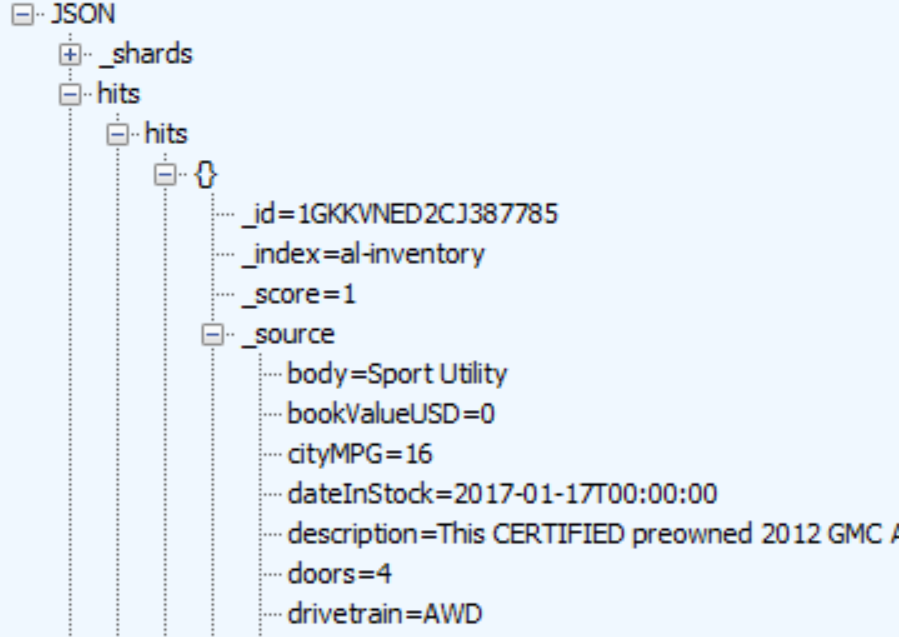 JSON
_shards
hits
hits
{}
_id=1GKKVNED2CJ387785
_index=al-inventory
_score=1
_source
body=Sport Utility
bookValueUSD=0
cityMPG=16
dateInStock=2017-01-17T00:00:00
description=This CERTIFIED preowned 2012 GMC A
doors=4
drivetrain=AWD